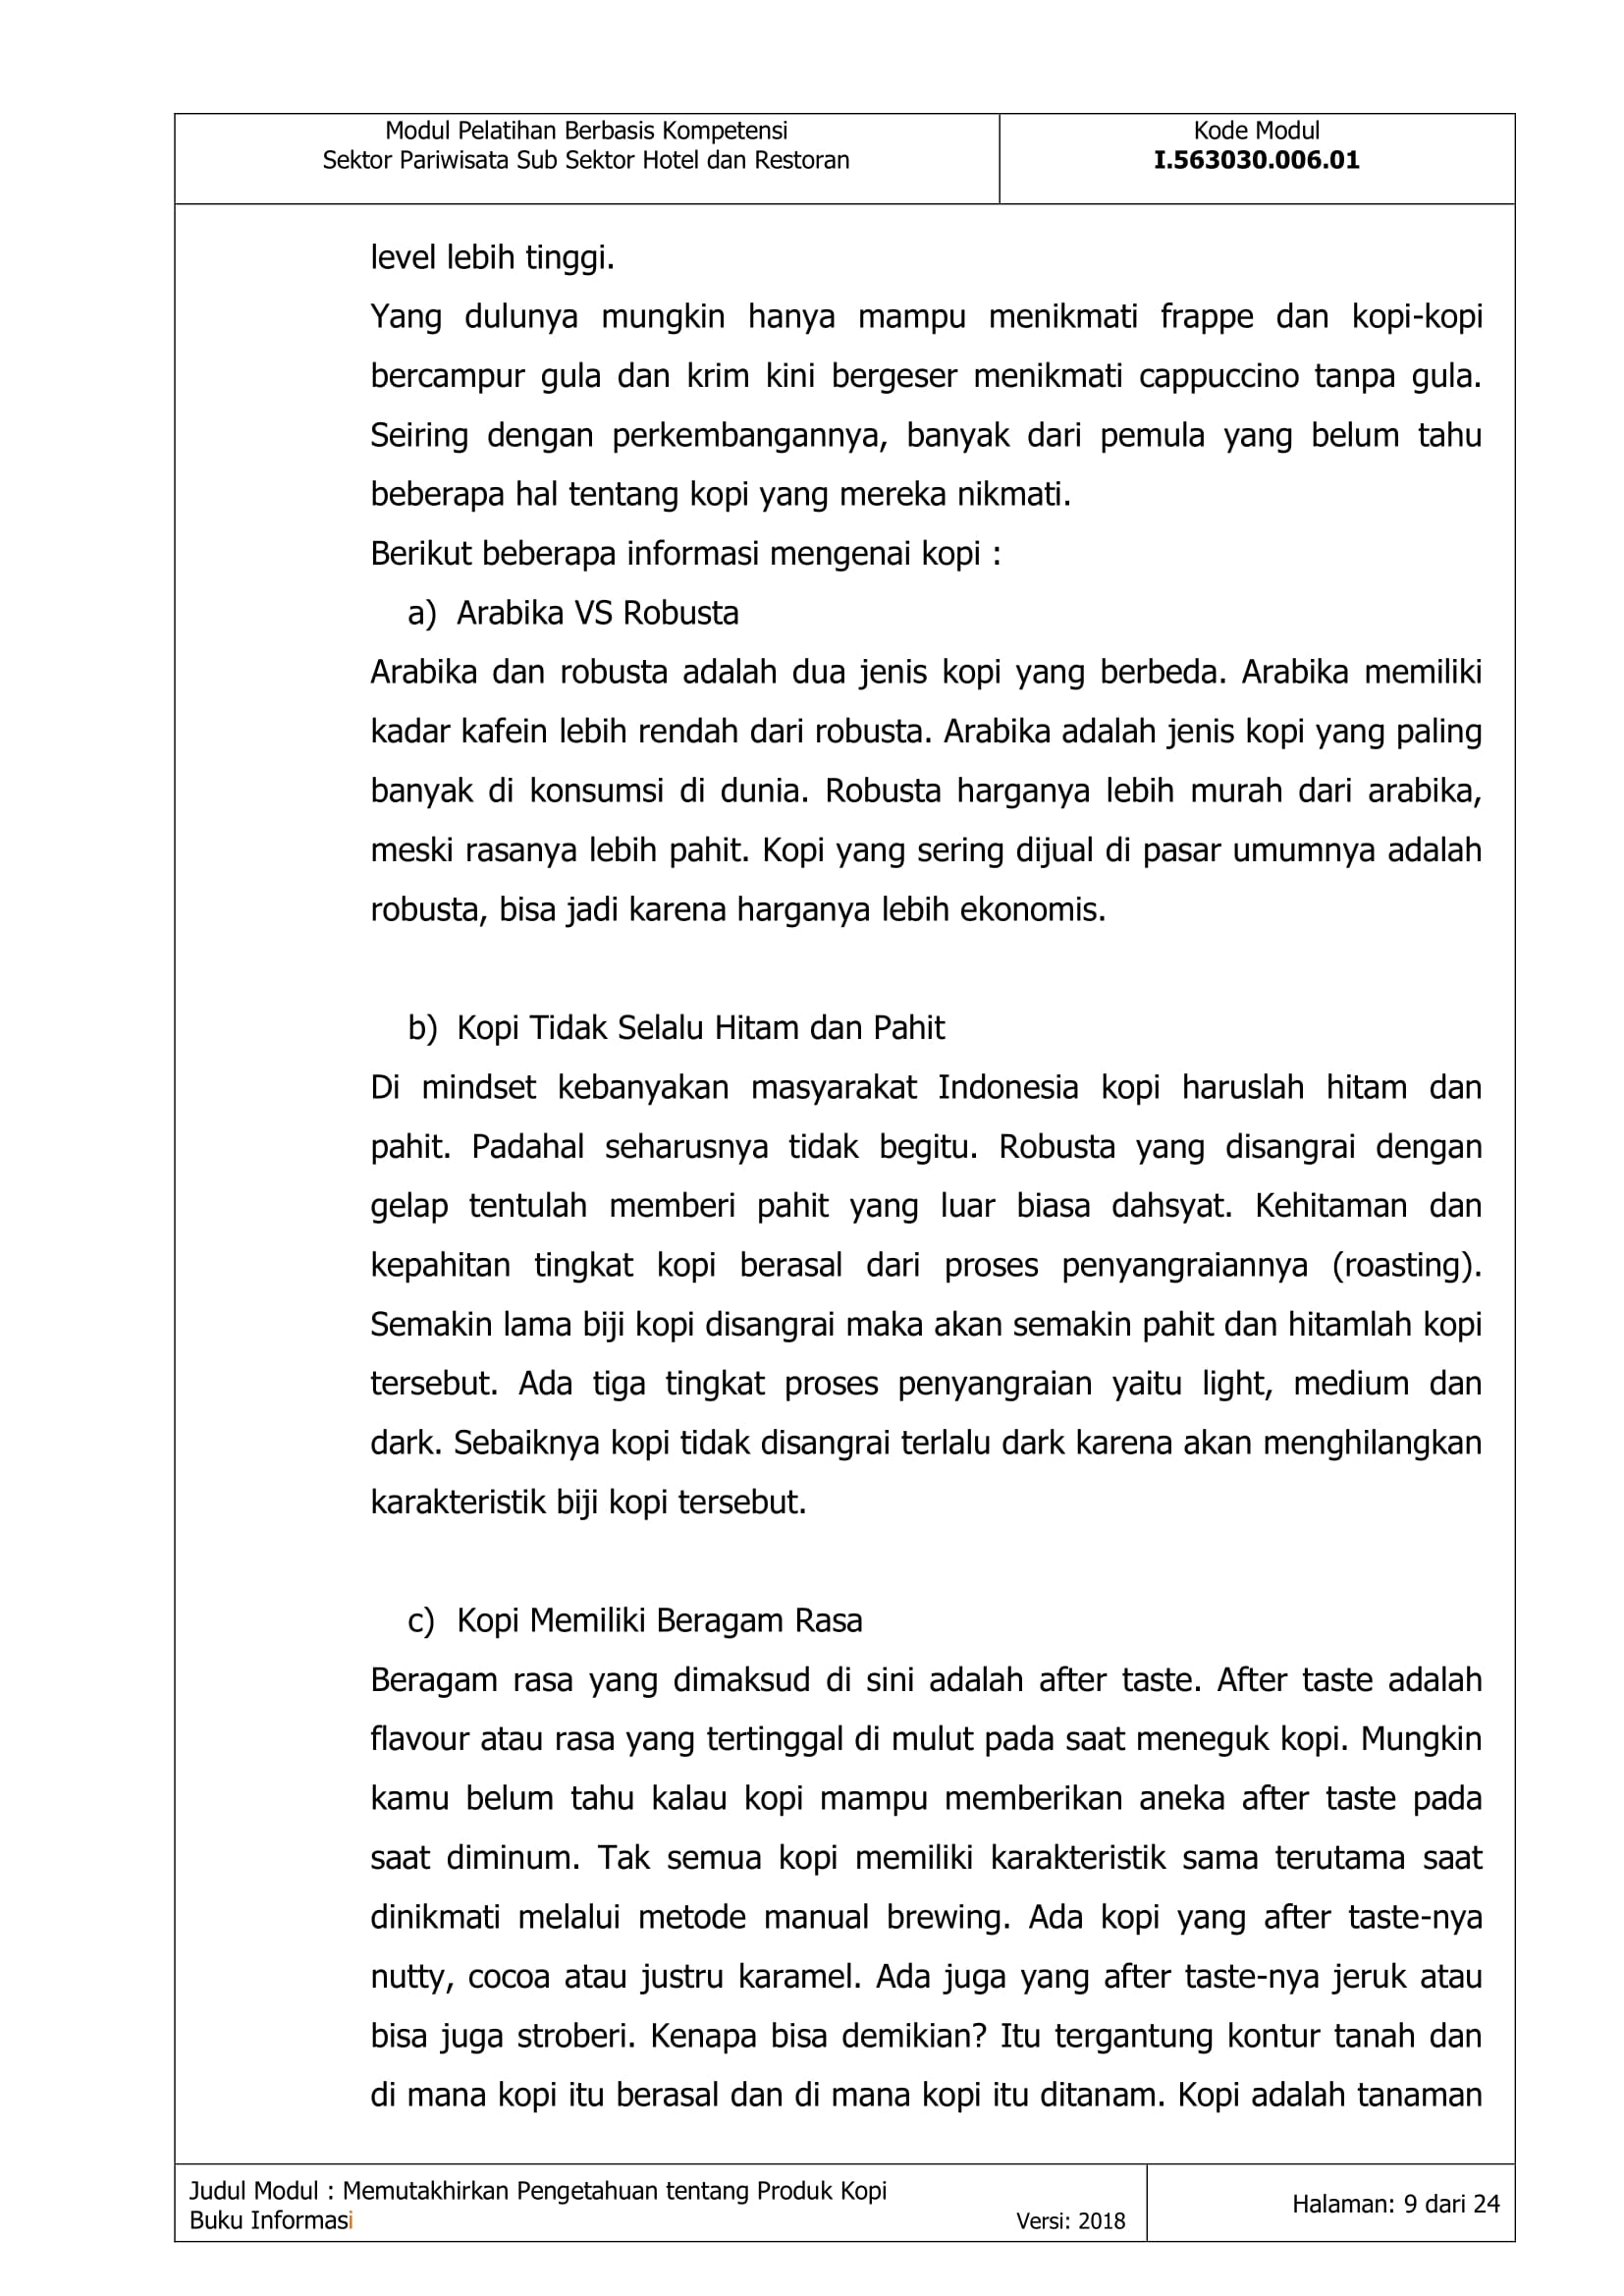 Modul Pelatihan Berbasis Kompetensi
Sektor Pariwisata Sub Sektor Hotel dan Restoran
Kode Modul
I.563030.006.01
level lebih tinggi.
Yang dulunya mungkin hanya mampu menikmati frappe dan kopi-kopi
bercampur gula dan krim kini bergeser menikmati cappuccino tanpa gula.
Seiring dengan perkembangannya, banyak dari pemula yang belum tahu
beberapa hal tentang kopi yang mereka nikmati.
Berikut beberapa informasi mengenai kopi :
a) Arabika VS Robusta
Arabika dan robusta adalah dua jenis kopi yang berbeda. Arabika memiliki
kadar kafein lebih rendah dari robusta. Arabika adalah jenis kopi yang paling
banyak di konsumsi di dunia. Robusta harganya lebih murah dari arabika,
meski rasanya lebih pahit. Kopi yang sering dijual di pasar umumnya adalah
robusta, bisa jadi karena harganya lebih ekonomis.
b) Kopi Tidak Selalu Hitam dan Pahit
Di mindset kebanyakan masyarakat Indonesia kopi haruslah hitam dan
pahit. Padahal seharusnya tidak begitu. Robusta yang disangrai dengan
gelap tentulah memberi pahit yang luar biasa dahsyat. Kehitaman dan
kepahitan tingkat kopi berasal dari proses penyangraiannya (roasting).
Semakin lama biji kopi disangrai maka akan semakin pahit dan hitamlah kopi
tersebut. Ada tiga tingkat proses penyangraian yaitu light, medium dan
dark. Sebaiknya kopi tidak disangrai terlalu dark karena akan menghilangkan
karakteristik biji kopi tersebut.
c) Kopi Memiliki Beragam Rasa
Beragam rasa yang dimaksud di sini adalah after taste. After taste adalah
flavour atau rasa yang tertinggal di mulut pada saat meneguk kopi. Mungkin
kamu belum tahu kalau kopi mampu memberikan aneka after taste pada
saat diminum. Tak semua kopi memiliki karakteristik sama terutama saat
dinikmati melalui metode manual brewing. Ada kopi yang after taste-nya
nutty, cocoa atau justru karamel. Ada juga yang after taste-nya jeruk atau
bisa juga stroberi. Kenapa bisa demikian? Itu tergantung kontur tanah dan
di mana kopi itu berasal dan di mana kopi itu ditanam. Kopi adalah tanaman
Judul Modul : Memutakhirkan Pengetahuan tentang Produk Kopi
Buku Informasi Versi: 2018
Halaman: 9 dari 24